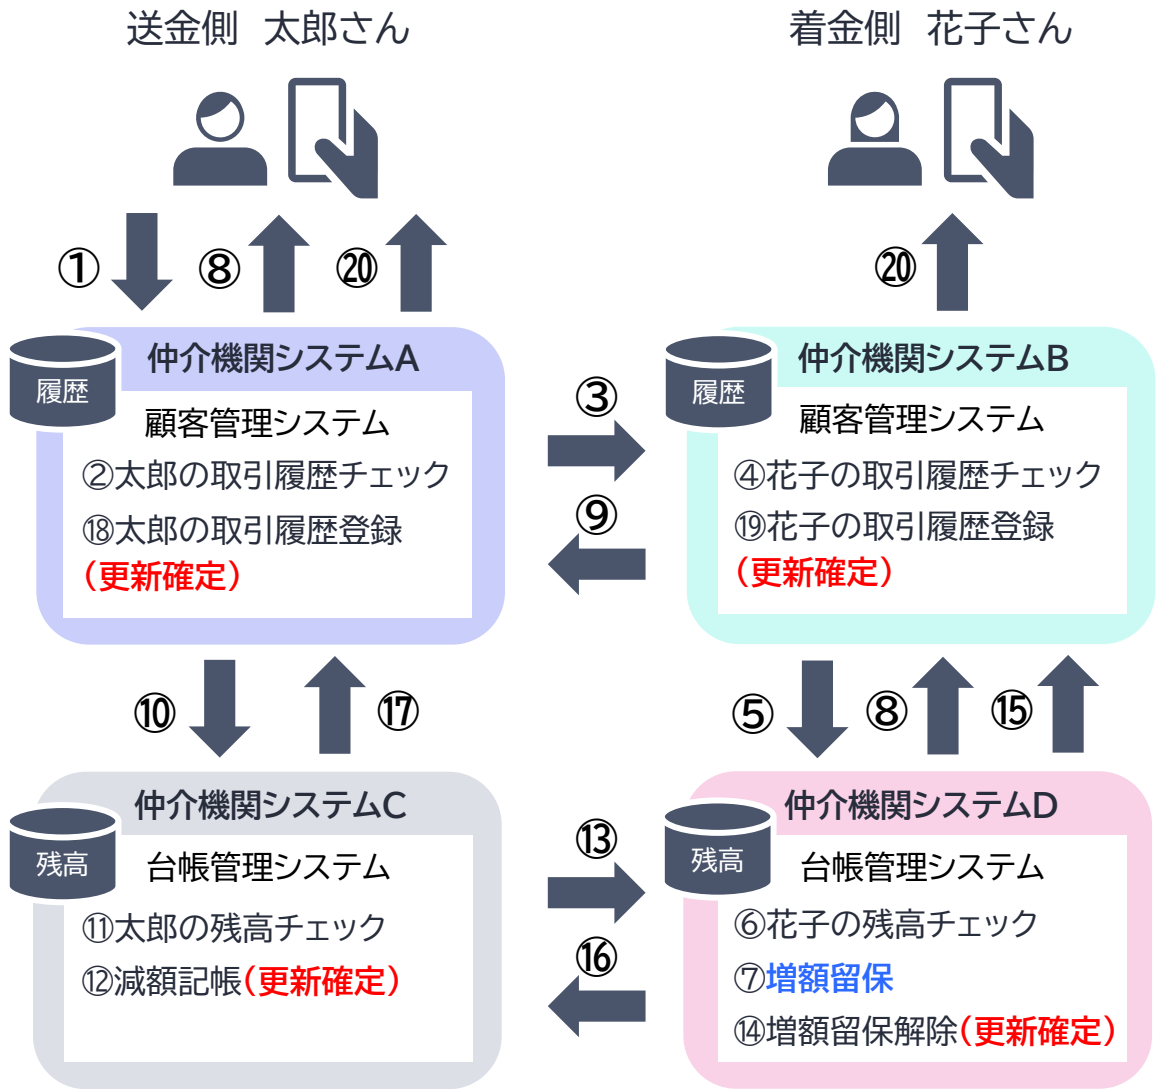 送金側 太郎さん
着金側 花子さん
①
⑧
⑳
⑳
仲介機関システムA
履歴
顧客管理システム
②太郎の取引履歴チェック
⑱太郎の取引履歴登録
(更新確定)
③
⑨
仲介機関システムB
履歴
顧客管理システム
④花子の取引履歴チェック
⑲花子の取引履歴登録
(更新確定)
⑩
⑰
⑤
⑧
⑮
仲介機関システムC
残高
台帳管理システム
⑪太郎の残高チェック
⑫減額記帳(更新確定)
⑬
⑯
仲介機関システムD
残高
台帳管理システム
⑥花子の残高チェック
⑦増額留保
⑭増額留保解除(更新確定)